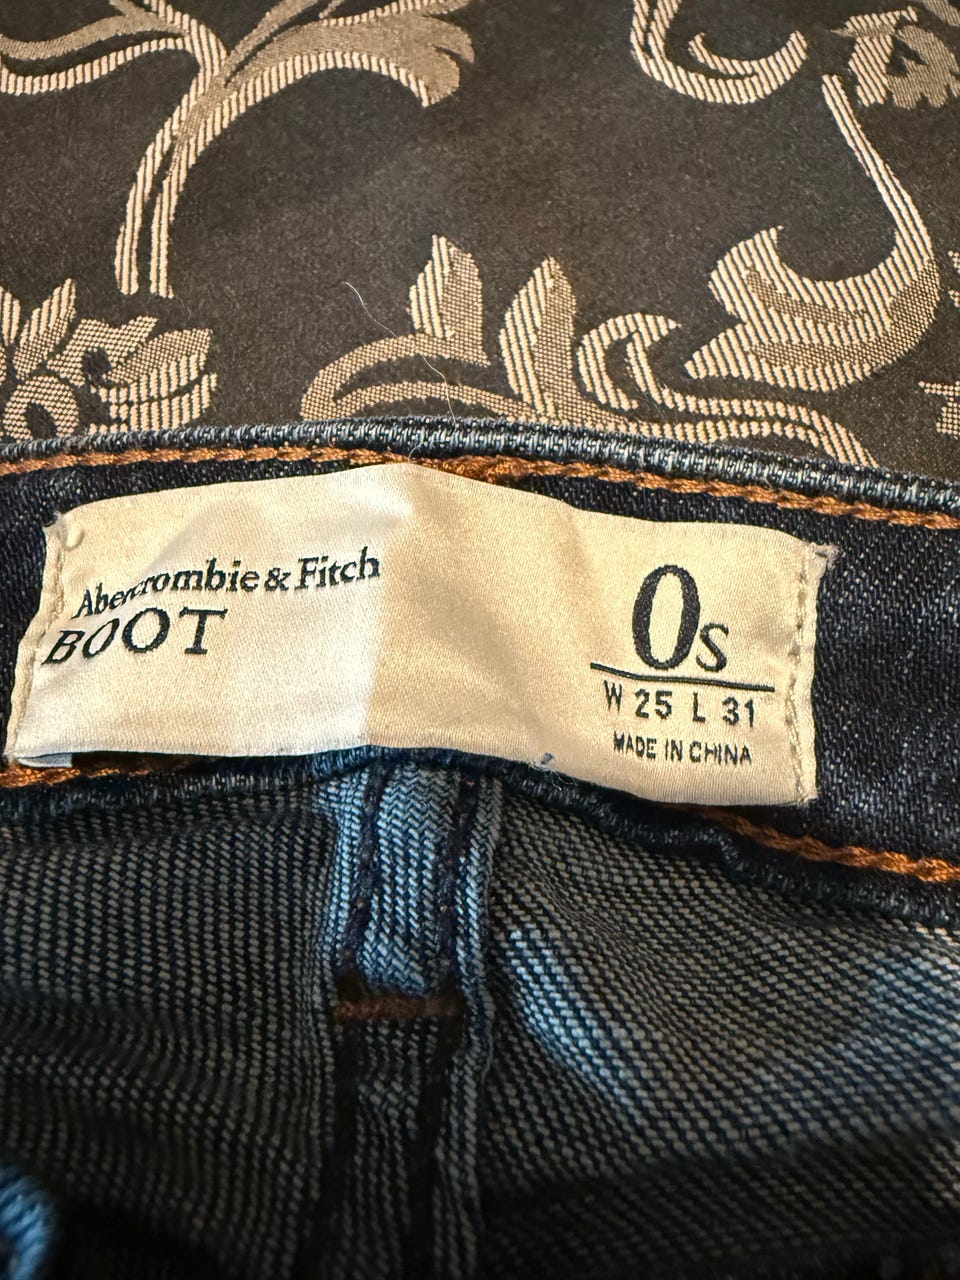 Abercrombie & Fitch
BOOT
0s
W 25 L 31
MADE IN CHINA